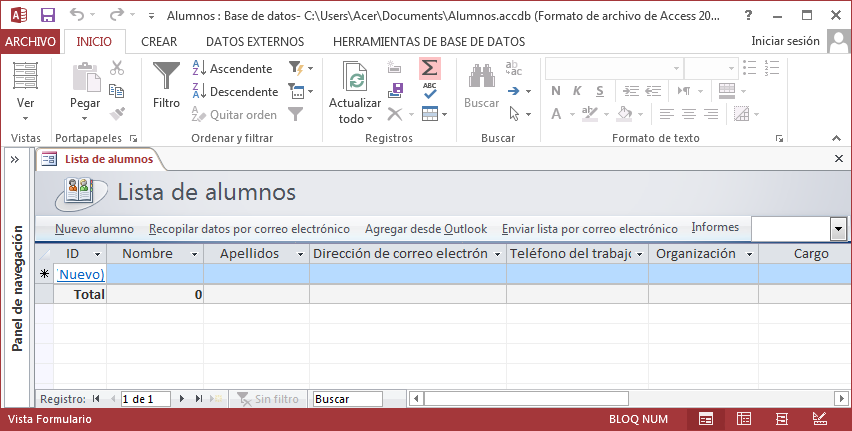 Alumnos : Base de datos- C:\Users\Acer\Documents\Alumnos.accdb (Formato de archivo de Access 20...
ARCHIVO INICIO CREAR DATOS EXTERNOS HERRAMIENTAS DE BASE DE DATOS Iniciar sesión
Ver
Vistas
Pegar
Portapapeles
Filtro
Ascendente
Descendente
Quitar orden
Ordenar y filtrar
Actualizar
todo
ABC
Registros
Buscar
ab
ac
Buscar
N K S
A
Formato de texto
Panel de navegación
Lista de alumnos
Lista de alumnos
Nuevo alumno Recopilar datos por correo electrónico Agregar desde Outlook Enviar lista por correo electrónico Informes
ID Nombre Apellidos Dirección de correo electrón Teléfono del trabajo Organización Cargo
Nuevo)
Total 0
Registro: 1 de 1 Sin filtro Buscar
Vista Formulario BLOQ NUM